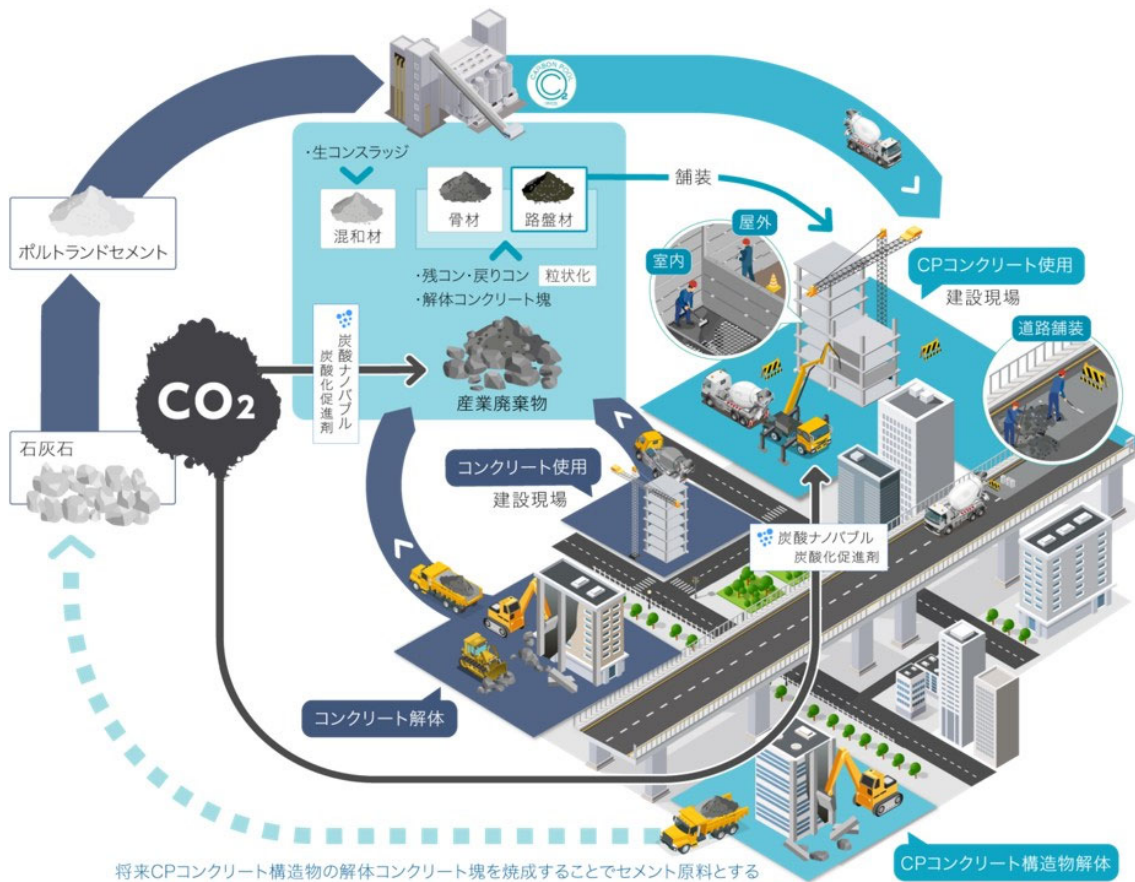 CARBON POOL
CO2
・生コンスラッジ
混和材
骨材
路盤材
舗装
・残コン・戻りコン
粒状化
・解体コンクリート塊
産業廃棄物
炭酸ナノバブル
炭酸化促進剤
ポルトランドセメント
石灰石
CO2
屋外
室内
CPコンクリート使用
建設現場
道路舗装
コンクリート使用
建設現場
炭酸ナノバブル
炭酸化促進剤
コンクリート解体
CPコンクリート構造物解体
将来CPコンクリート構造物の解体コンクリート塊を焼成することでセメント原料とする